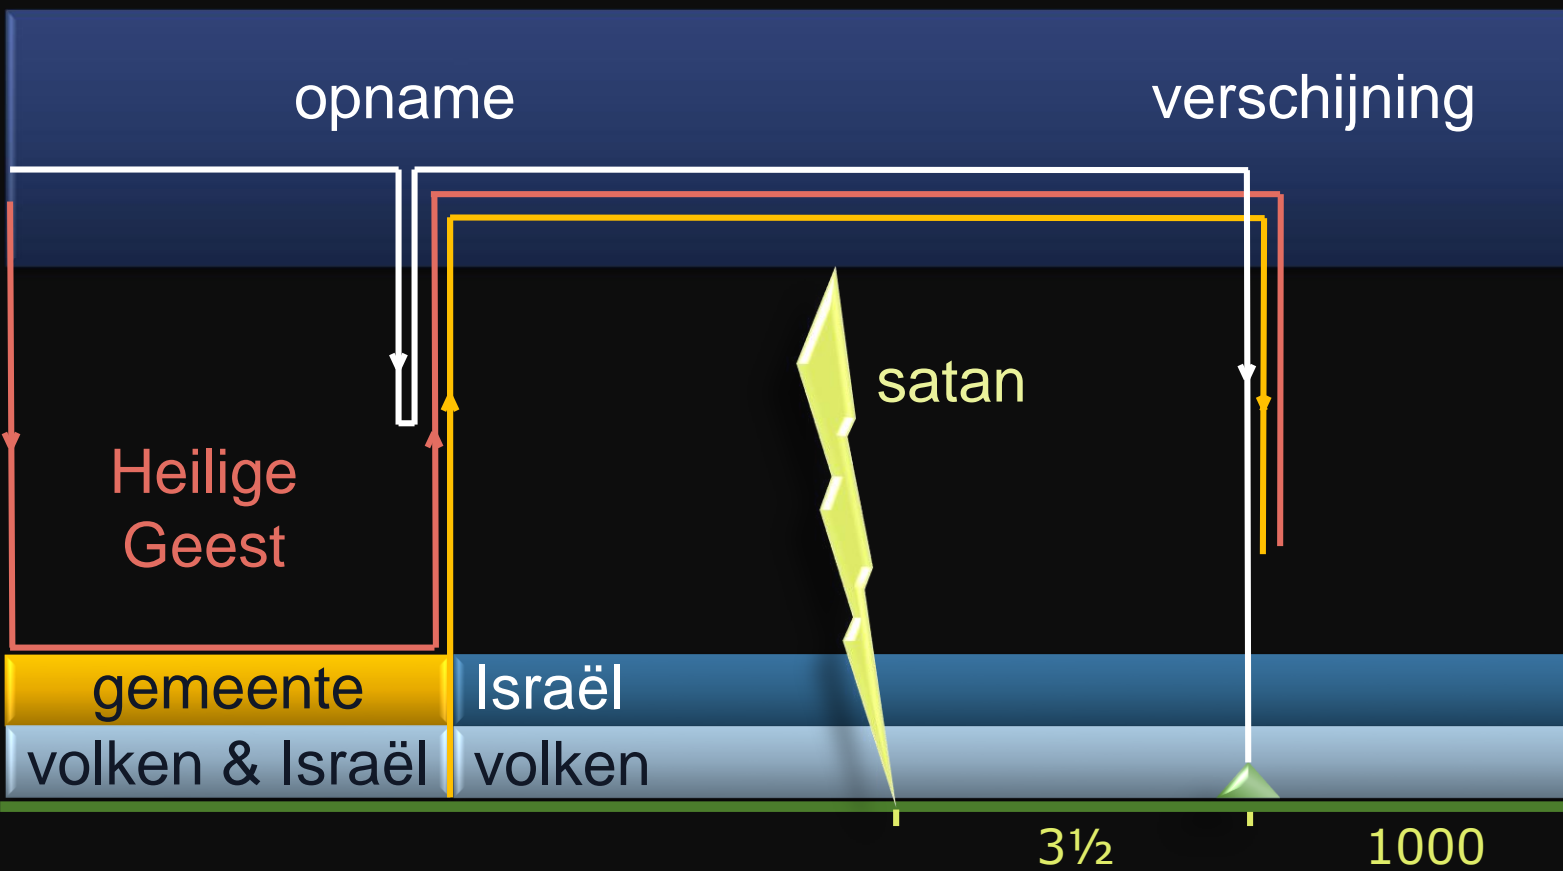 opname
verschijning
satan
Heilige
Geest
gemeente
Israël
volken & Israël
volken
3½
1000